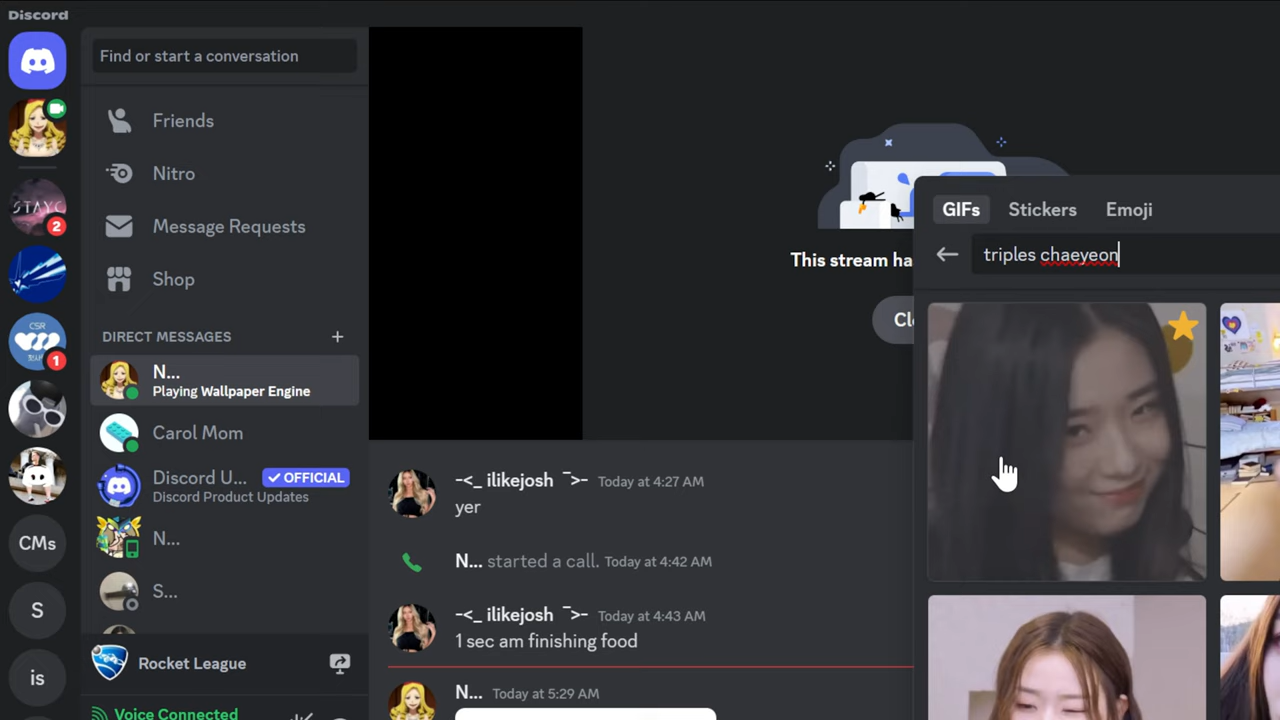 Discord
Find or start a conversation
Friends
Nitro
Message Requests
Shop
DIRECT MESSAGES
N...
Playing Wallpaper Engine
Carol Mom
Discord U... OFFICIAL
Discord Product Updates
N...
S...
Rocket League
Voice Connected
STAYC
2
CSR
1
CMs
S
is
This stream ha
Cl
-<_ ilikejosh ¯>- Today at 4:27 AM
yer
N... started a call. Today at 4:42 AM
-<_ ilikejosh ¯>- Today at 4:43 AM
1 sec am finishing food
N... Today at 5:29 AM
GIFs Stickers Emoji
triples chaeyeon